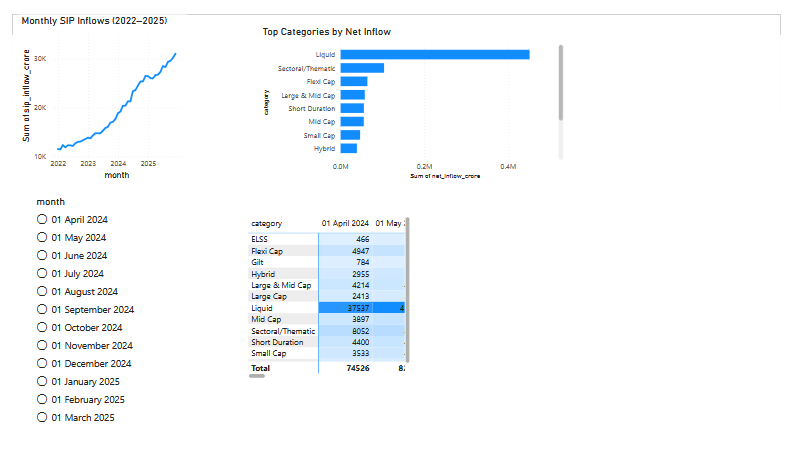 Monthly SIP Inflows (2022–2025)
Sum of sip_inflow_crore
30K
20K
10K
2022 2023 2024 2025
month
Top Categories by Net Inflow
category
Liquid
Sectoral/Thematic
Flexi Cap
Large & Mid Cap
Short Duration
Mid Cap
Small Cap
Hybrid
0.0M 0.2M 0.4M
Sum of net_inflow_crore
month
01 April 2024
01 May 2024
01 June 2024
01 July 2024
01 August 2024
01 September 2024
01 October 2024
01 November 2024
01 December 2024
01 January 2025
01 February 2025
01 March 2025
category 01 April 2024 01 May
ELSS 466
Flexi Cap 4947
Gilt 784
Hybrid 2955
Large & Mid Cap 4214
Large Cap 2413
Liquid 37537 4
Mid Cap 3897
Sectoral/Thematic 8052
Short Duration 4400
Small Cap 3533
Total 74526 8